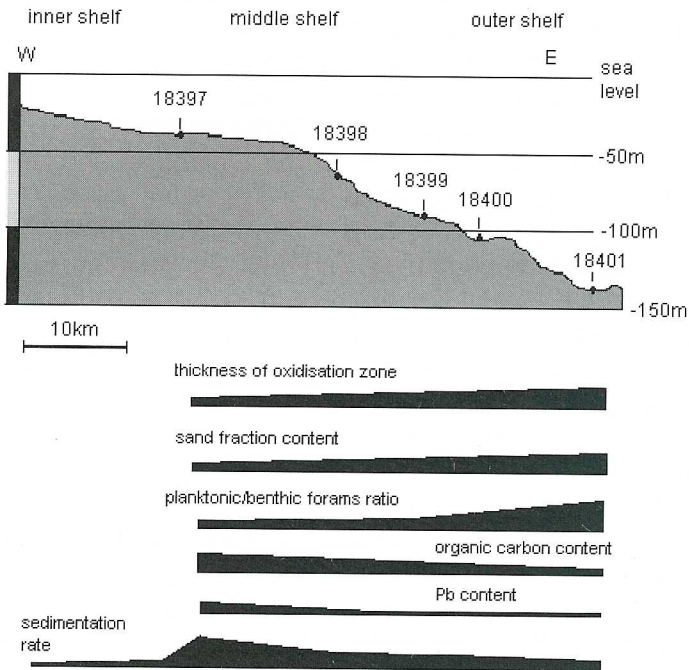 inner shelf middle shelf outer shelf
W E sea
level
18397
18398
-50m
18399
18400
-100m
18401
-150m
10km
thickness of oxidisation zone
sand fraction content
planktonic/benthic forams ratio
organic carbon content
Pb content
sedimentation
rate